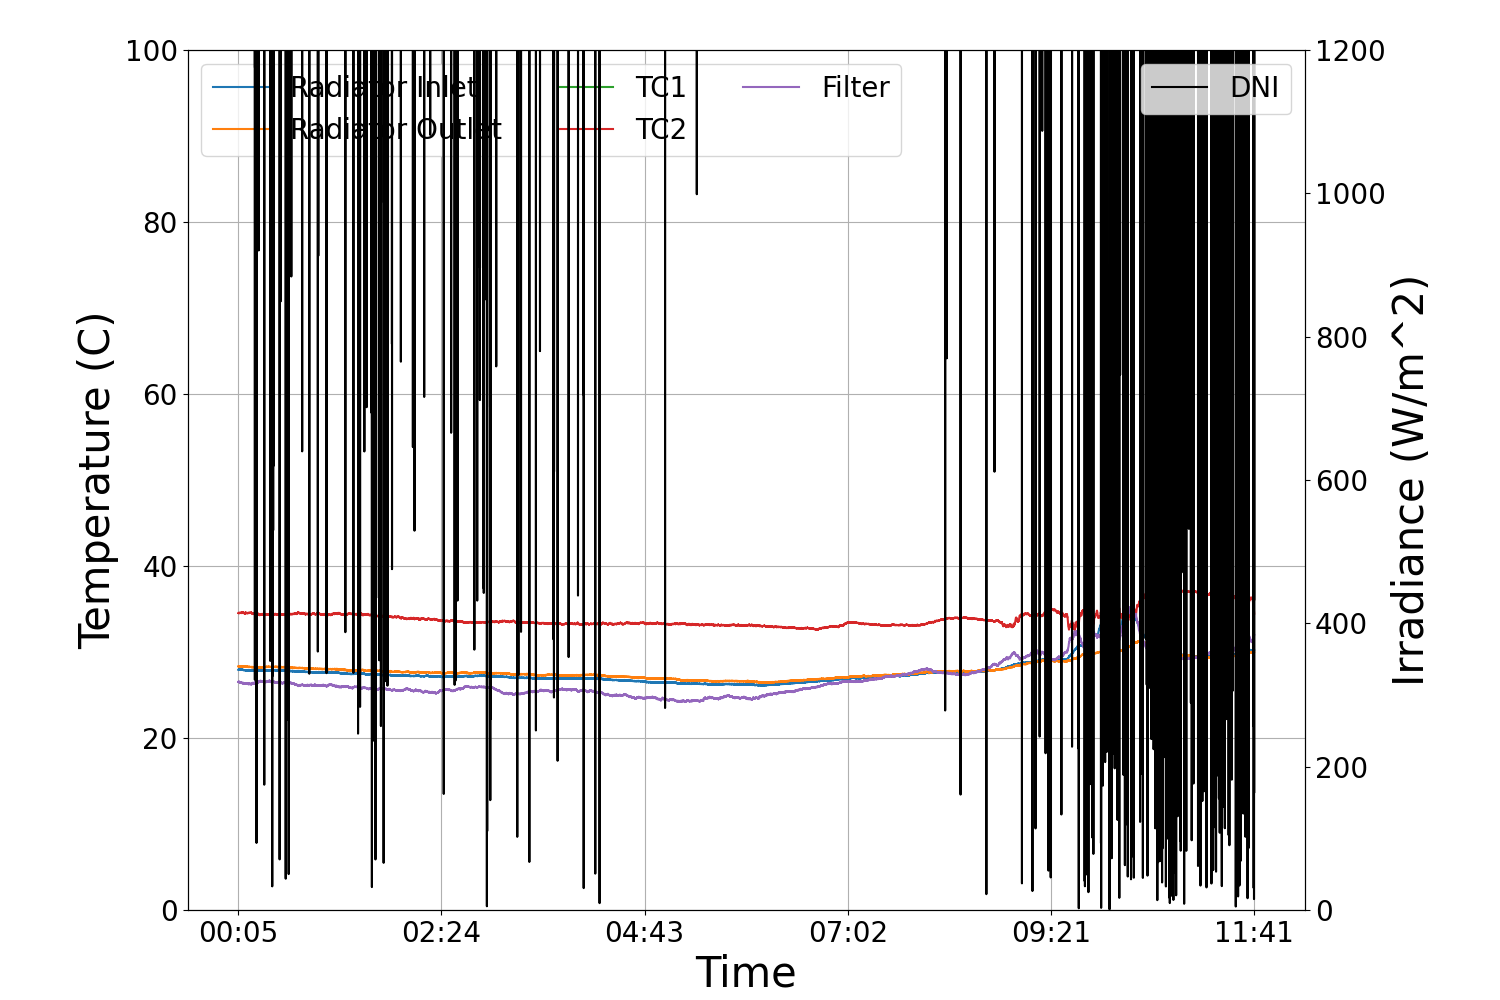 100
80
60
40
20
0
Temperature (C)
Radiator Inlet
Radiator Outlet
TC1
TC2
Filter
DNI
1200
1000
800
600
400
200
0
Irradiance (W/m^2)
00:05 02:24 04:43 07:02 09:21 11:41
Time